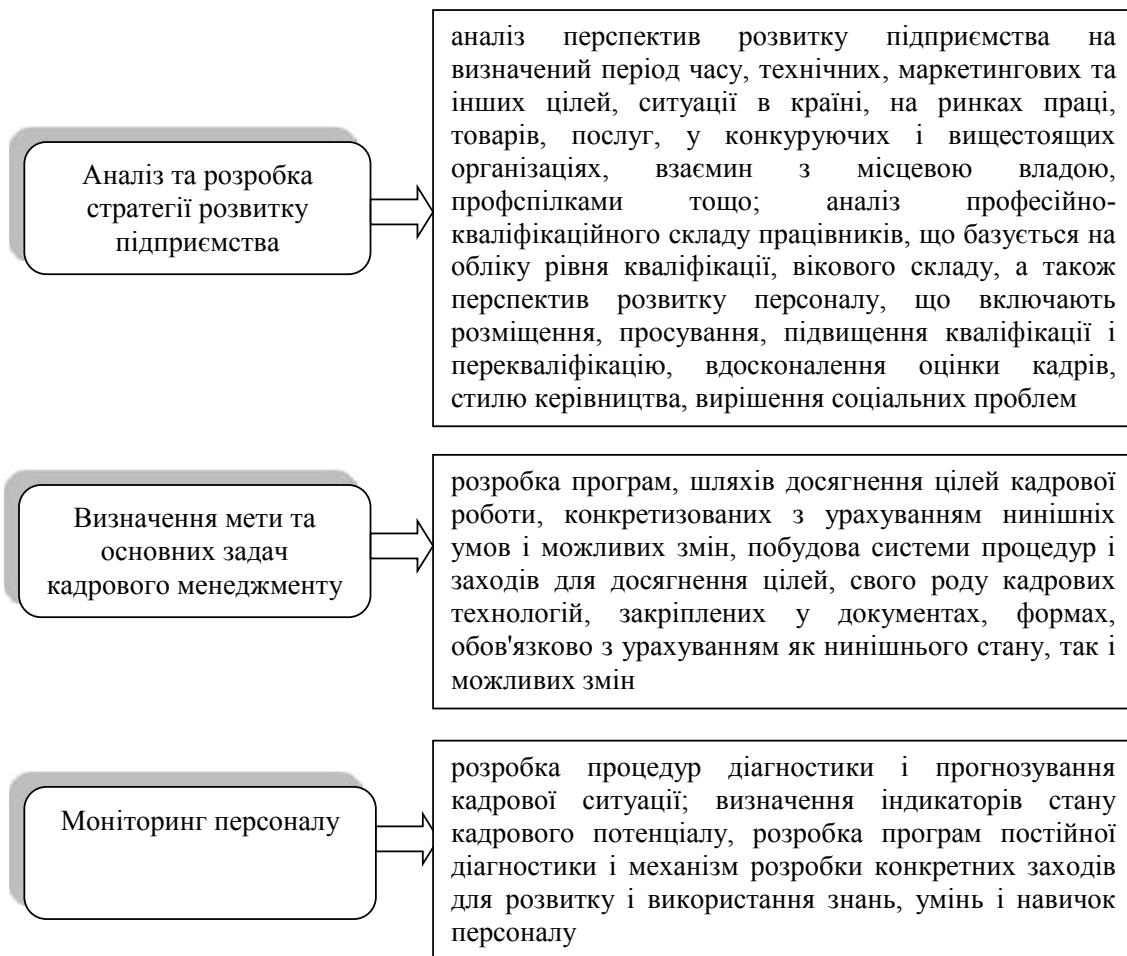 Аналіз та розробка
стратегії розвитку
підприємства
аналіз перспектив розвитку підприємства на
визначений період часу, технічних, маркетингових та
інших цілей, ситуації в країні, на ринках праці,
товарів, послуг, у конкуруючих і вищестоящих
організаціях, взаємин з місцевою владою,
профспілками тощо; аналіз професійно-
кваліфікаційного складу працівників, що базується на
обліку рівня кваліфікації, вікового складу, а також
перспектив розвитку персоналу, що включають
розміщення, просування, підвищення кваліфікації і
перекваліфікацію, вдосконалення оцінки кадрів,
стилю керівництва, вирішення соціальних проблем
Визначення мети та
основних задач
кадрового менеджменту
розробка програм, шляхів досягнення цілей кадрової
роботи, конкретизованих з урахуванням нинішніх
умов і можливих змін, побудова системи процедур і
заходів для досягнення цілей, свого роду кадрових
технологій, закріплених у документах, формах,
обов'язково з урахуванням як нинішнього стану, так і
можливих змін
Моніторинг персоналу
розробка процедур діагностики і прогнозування
кадрової ситуації; визначення індикаторів стану
кадрового потенціалу, розробка програм постійної
діагностики і механізм розробки конкретних заходів
для розвитку і використання знань, умінь і навичок
персоналу